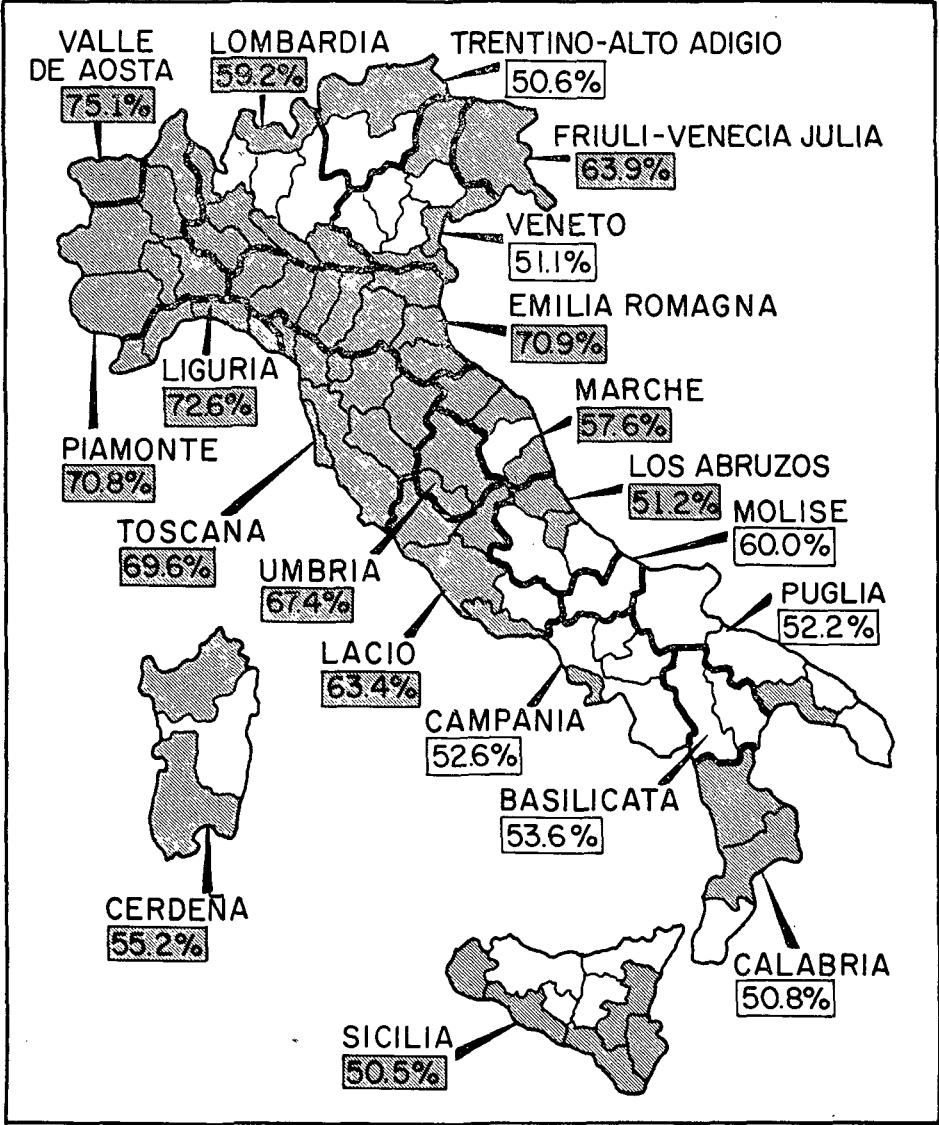 VALLE
DE AOSTA
75.1%
LOMBARDIA
59.2%
TRENTINO-ALTO ADIGIO
50.6%
FRIULI-VENECIA JULIA
63.9%
VENETO
51.1%
EMILIA ROMAGNA
70.9%
LIGURIA
72.6%
MARCHE
57.6%
PIAMONTE
70.8%
LOS ABRUZOS
51.2%
MOLISE
60.0%
TOSCANA
69.6%
UMBRIA
67.4%
PUGLIA
52.2%
LACIO
63.4%
CAMPANIA
52.6%
BASILICATA
53.6%
CERDEÑA
55.2%
CALABRIA
50.8%
SICILIA
50.5%